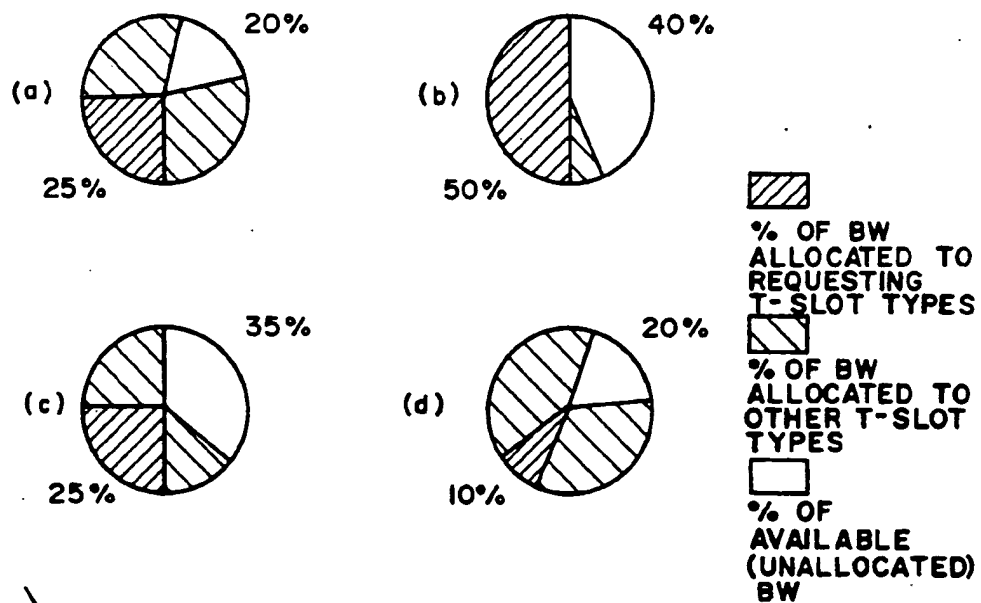 20%
(a)
25%
40%
(b)
50%
35%
(c)
25%
20%
(d)
10%
% OF BW
ALLOCATED TO
REQUESTING
T-SLOT TYPES
% OF BW
ALLOCATED TO
OTHER T-SLOT
TYPES
% OF
AVAILABLE
(UNALLOCATED)
BW